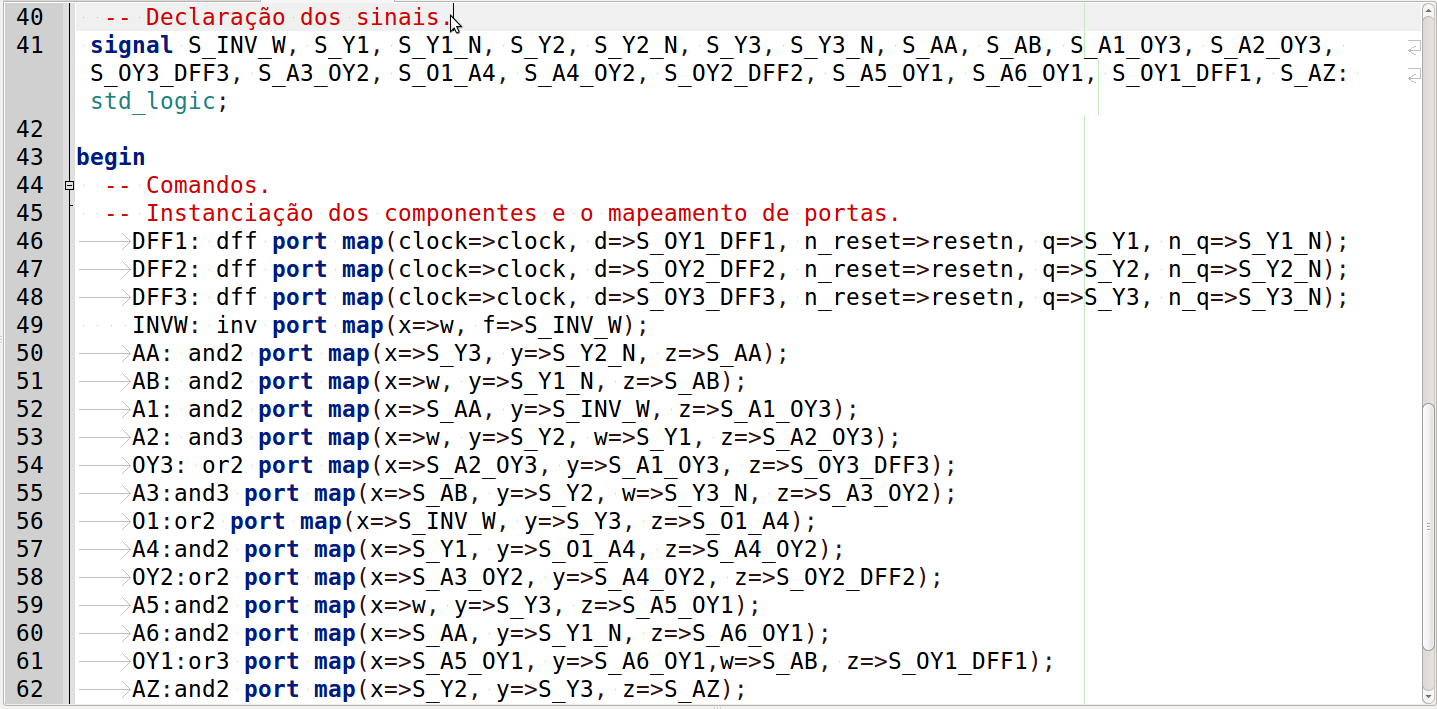 40 -- Declaração dos sinais.
41 signal S_INV_W, S_Y1, S_Y1_N, S_Y2, S_Y2_N, S_Y3, S_Y3_N, S_AA, S_AB, S_A1_OY3, S_A2_OY3,
S_OY3_DFF3, S_A3_OY2, S_O1_A4, S_A4_OY2, S_OY2_DFF2, S_A5_OY1, S_A6_OY1, S_OY1_DFF1, S_AZ:
std_logic;
42
43 begin
44 -- Comandos.
45 -- Instanciação dos componentes e o mapeamento de portas.
46 DFF1: dff port map(clock=>clock, d=>S_OY1_DFF1, n_reset=>resetn, q=>S_Y1, n_q=>S_Y1_N);
47 DFF2: dff port map(clock=>clock, d=>S_OY2_DFF2, n_reset=>resetn, q=>S_Y2, n_q=>S_Y2_N);
48 DFF3: dff port map(clock=>clock, d=>S_OY3_DFF3, n_reset=>resetn, q=>S_Y3, n_q=>S_Y3_N);
49 INVW: inv port map(x=>w, f=>S_INV_W);
50 AA: and2 port map(x=>S_Y3, y=>S_Y2_N, z=>S_AA);
51 AB: and2 port map(x=>w, y=>S_Y1_N, z=>S_AB);
52 A1: and2 port map(x=>S_AA, y=>S_INV_W, z=>S_A1_OY3);
53 A2: and3 port map(x=>w, y=>S_Y2, w=>S_Y1, z=>S_A2_OY3);
54 OY3: or2 port map(x=>S_A2_OY3, y=>S_A1_OY3, z=>S_OY3_DFF3);
55 A3:and3 port map(x=>S_AB, y=>S_Y2, w=>S_Y3_N, z=>S_A3_OY2);
56 O1:or2 port map(x=>S_INV_W, y=>S_Y3, z=>S_O1_A4);
57 A4:and2 port map(x=>S_Y1, y=>S_O1_A4, z=>S_A4_OY2);
58 OY2:or2 port map(x=>S_A3_OY2, y=>S_A4_OY2, z=>S_OY2_DFF2);
59 A5:and2 port map(x=>w, y=>S_Y3, z=>S_A5_OY1);
60 A6:and2 port map(x=>S_AA, y=>S_Y1_N, z=>S_A6_OY1);
61 OY1:or3 port map(x=>S_A5_OY1, y=>S_A6_OY1,w=>S_AB, z=>S_OY1_DFF1);
62 AZ:and2 port map(x=>S_Y2, y=>S_Y3, z=>S_AZ);